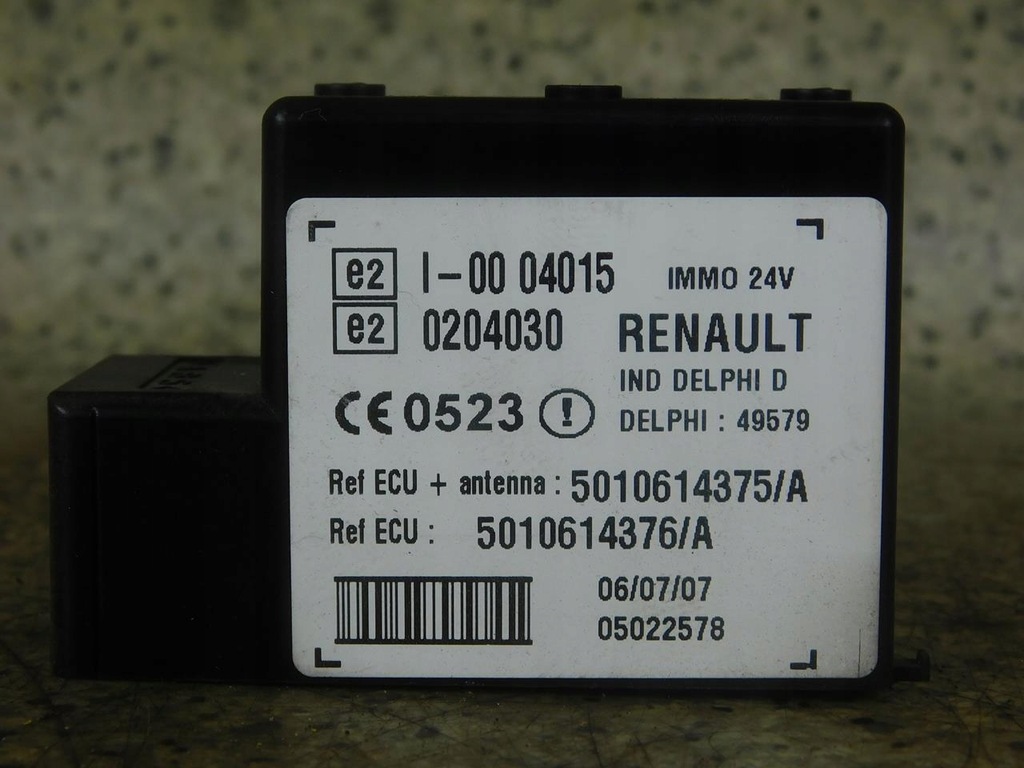 e2 I-00 04015 IMMO 24V
e2 0204030 RENAULT
IND DELPHI D
CE 0523 ! DELPHI : 49579
Ref ECU + antenna : 5010614375/A
Ref ECU : 5010614376/A
06/07/07
05022578